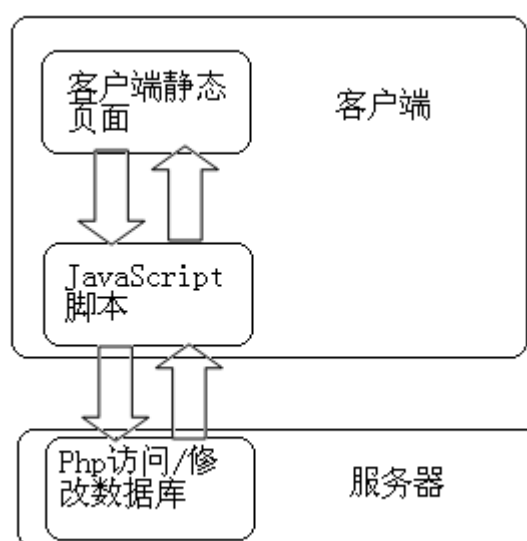 客户端静态
页面
客户端
JavaScript
脚本
Php访问/修
改数据库
服务器